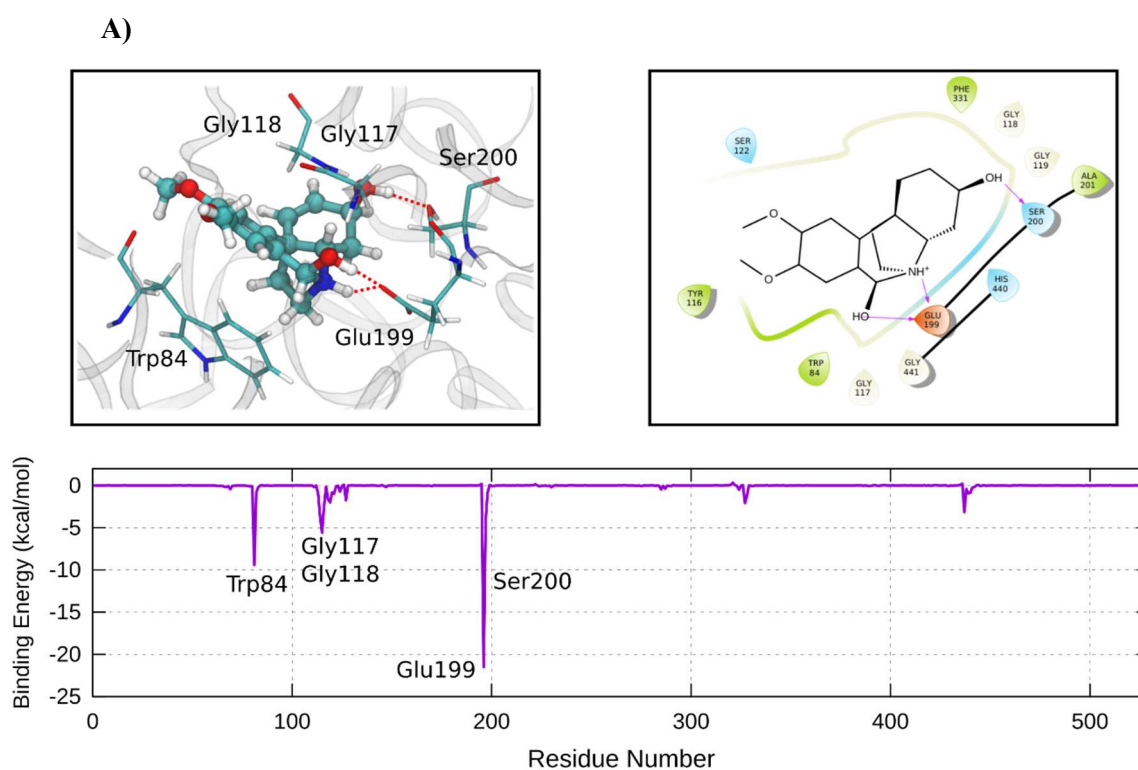 A)
Gly118
Gly117
Ser200
Glu199
Trp84
PHE
331
GLY
118
SER
122
GLY
119
ALA
201
OH
SER
200
O
O
NH+
HIS
440
TYR
116
HO
GLU
199
TRP
84
GLY
441
GLY
117
Binding Energy (kcal/mol)
0
-5
-10
-15
-20
-25
Gly117
Gly118
Trp84
Ser200
Glu199
0 100 200 300 400 500
Residue Number